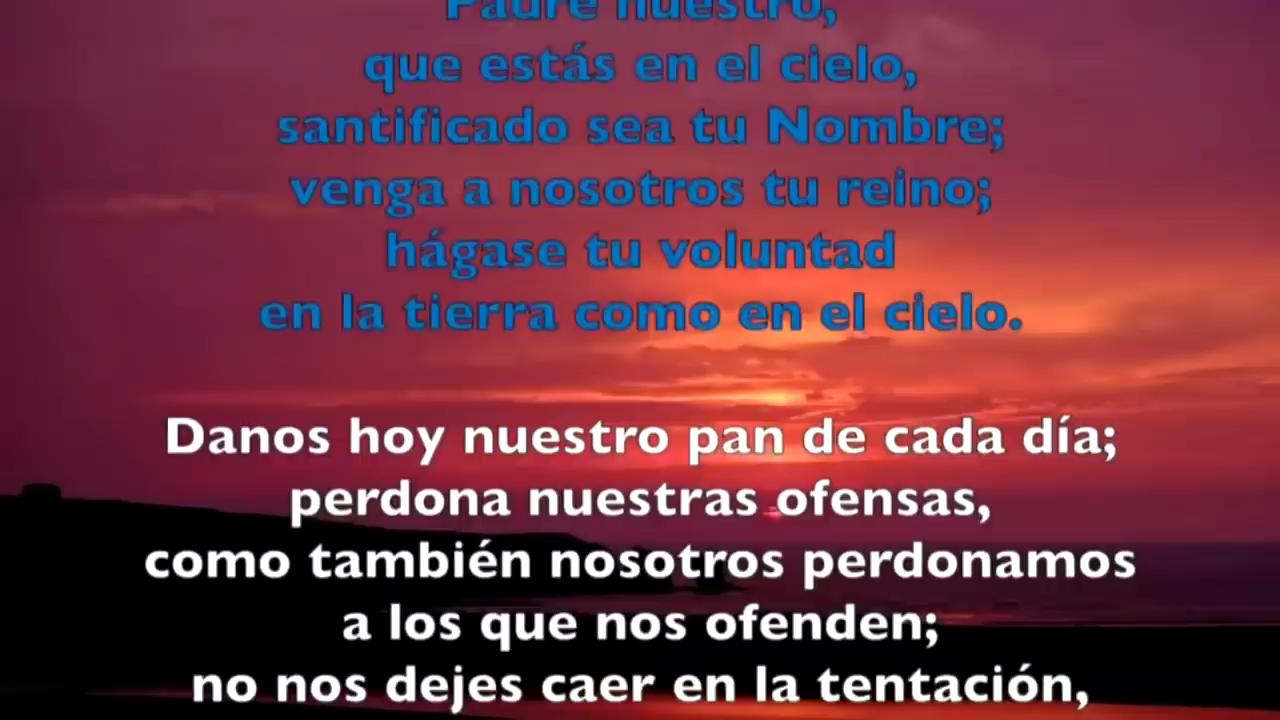 Padre nuestro,
que estás en el cielo,
santificado sea tu Nombre;
venga a nosotros tu reino;
hágase tu voluntad
en la tierra como en el cielo.
Danos hoy nuestro pan de cada día;
perdona nuestras ofensas,
como también nosotros perdonamos
a los que nos ofenden;
no nos dejes caer en la tentación,